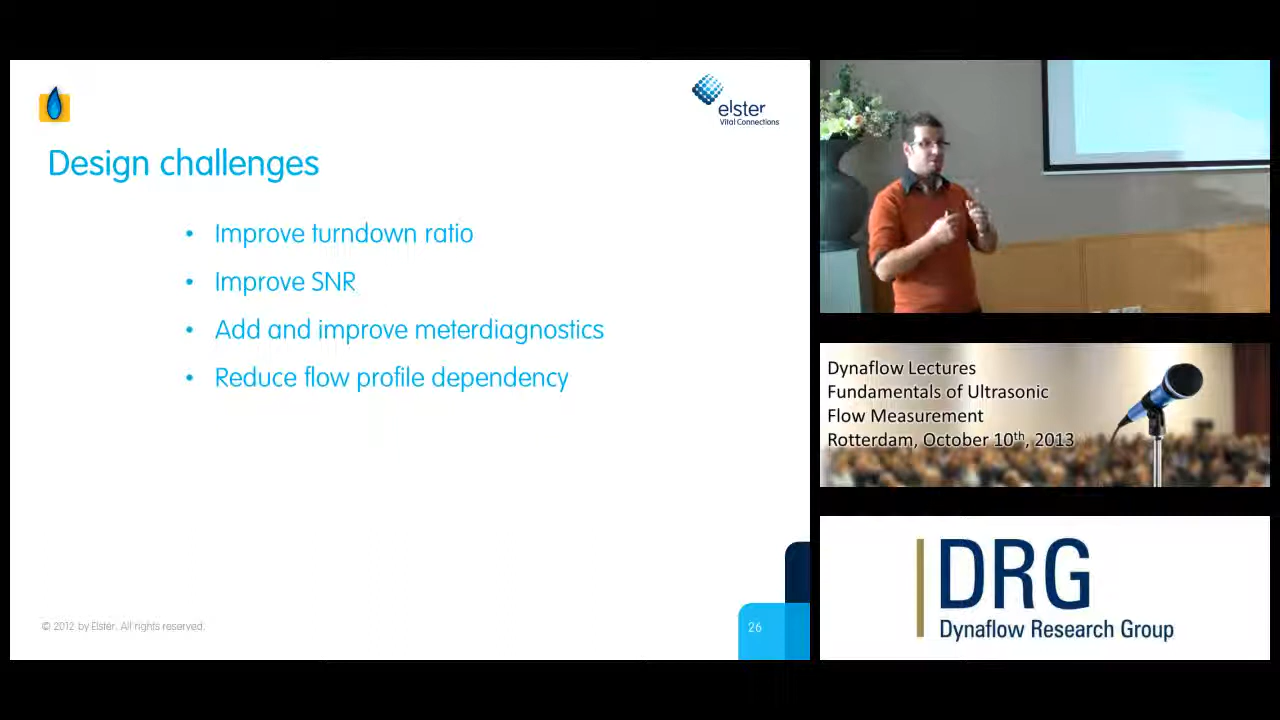 elster
Vital Connections
Design challenges
• Improve turndown ratio
• Improve SNR
• Add and improve meterdiagnostics
• Reduce flow profile dependency
© 2012 by Elster. All rights reserved.
26
Dynaflow Lectures
Fundamentals of Ultrasonic
Flow Measurement
Rotterdam, October 10th, 2013
DRG
Dynaflow Research Group